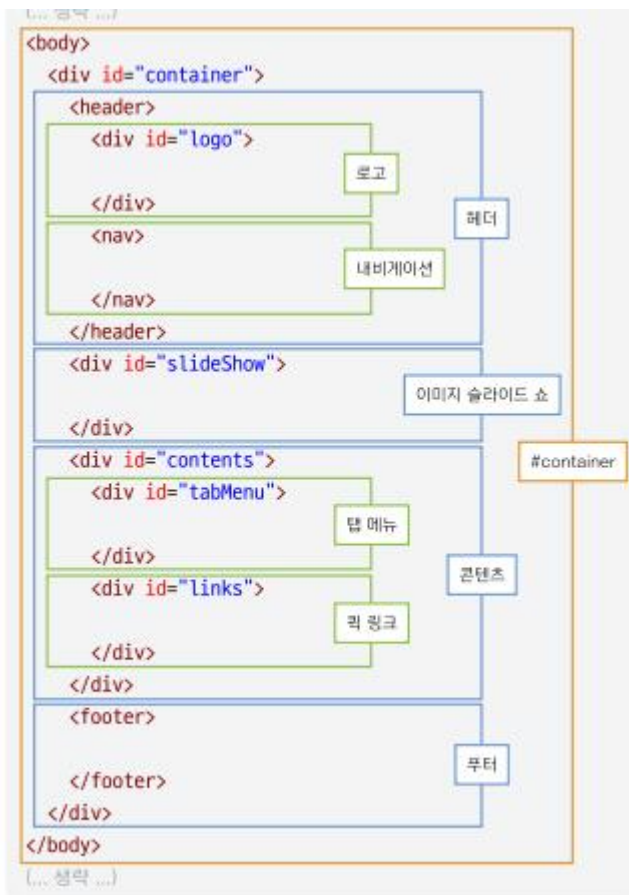 (... 생략 ...)
<body>
<div id="container">
<header>
<div id="logo">
로고
</div>
헤더
<nav>
내비게이션
</nav>
</header>
<div id="slideShow">
이미지 슬라이드 쇼
</div>
#container
<div id="contents">
<div id="tabMenu">
탭 메뉴
</div>
콘텐츠
<div id="links">
퀵 링크
</div>
</div>
<footer>
푸터
</footer>
</div>
</body>
(... 생략 ...)